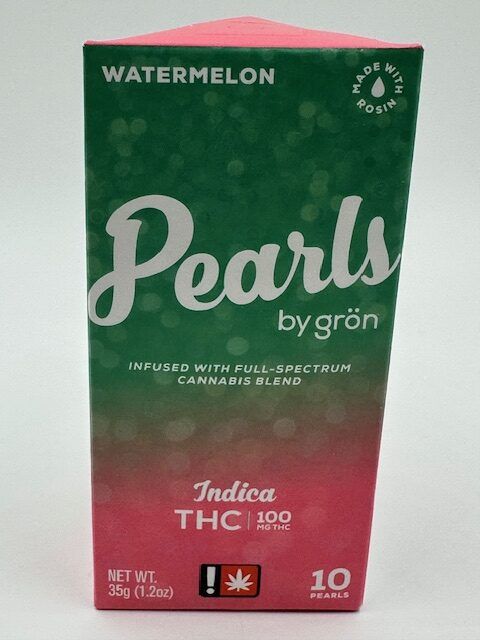 WATERMELON
MADE WITH
ROSIN
Pearls
by grön
INFUSED WITH FULL-SPECTRUM
CANNABIS BLEND
Indica
THC | 100
MG THC
NET WT.
35g (1.2oz)
!
10
PEARLS